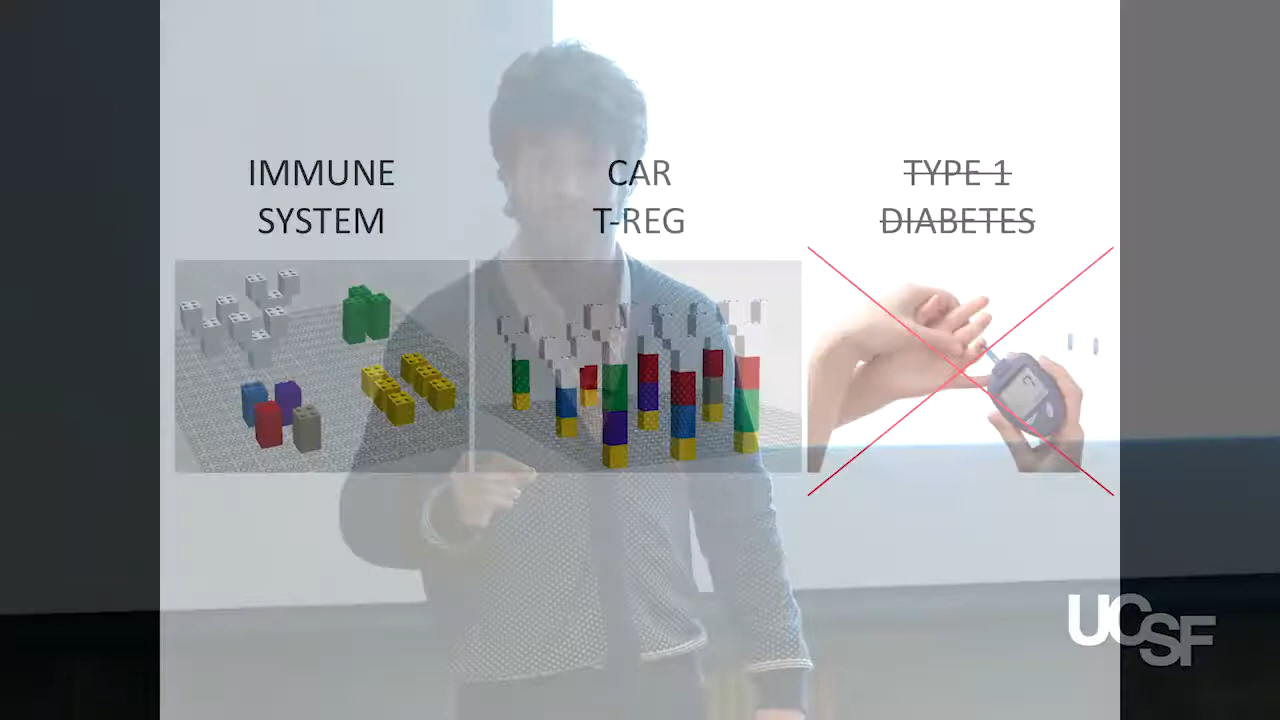 IMMUNE
SYSTEM
CAR
T-REG
TYPE 1
DIABETES
UCSF